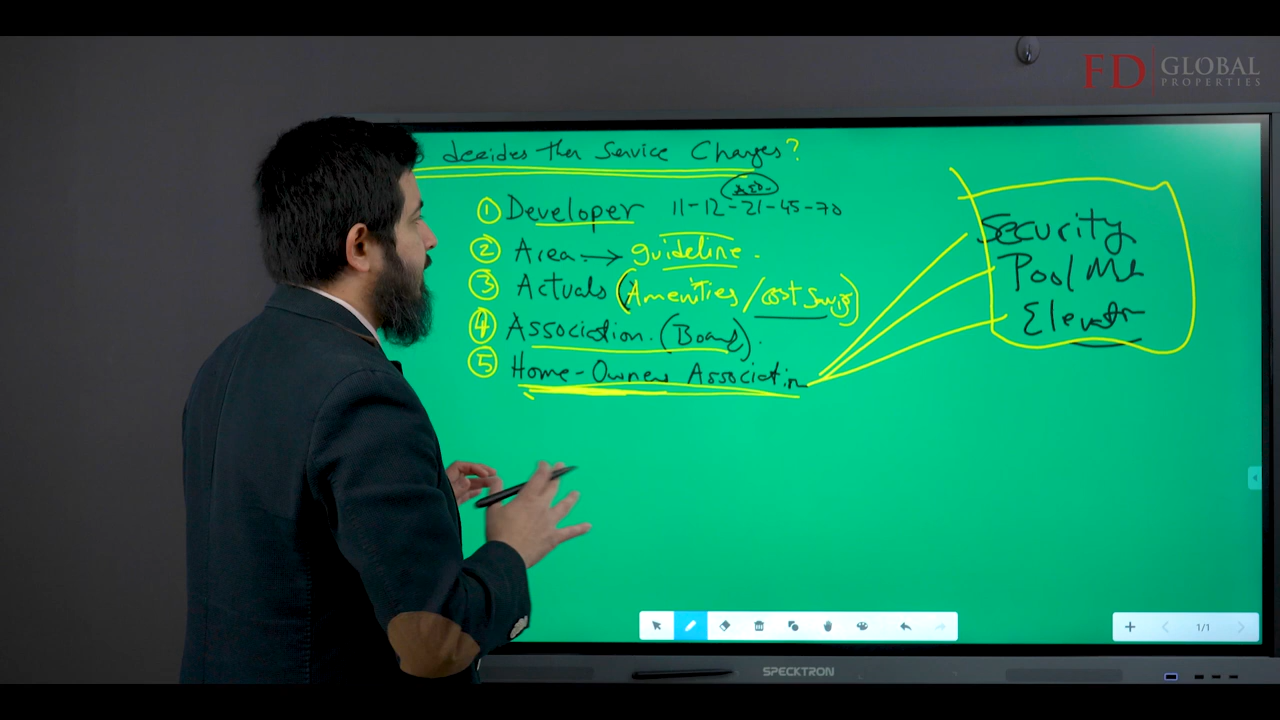 FD GLOBAL
PROPERTIES
decides the Service Charges?
① Developer 11-12-21-45-70
② Area → guideline.
③ Actuals (Amenities / cost Saving)
④ Association. (Board).
⑤ Home-Owner Association
Security
Pool
Elevator
1/1
SPECKTRON